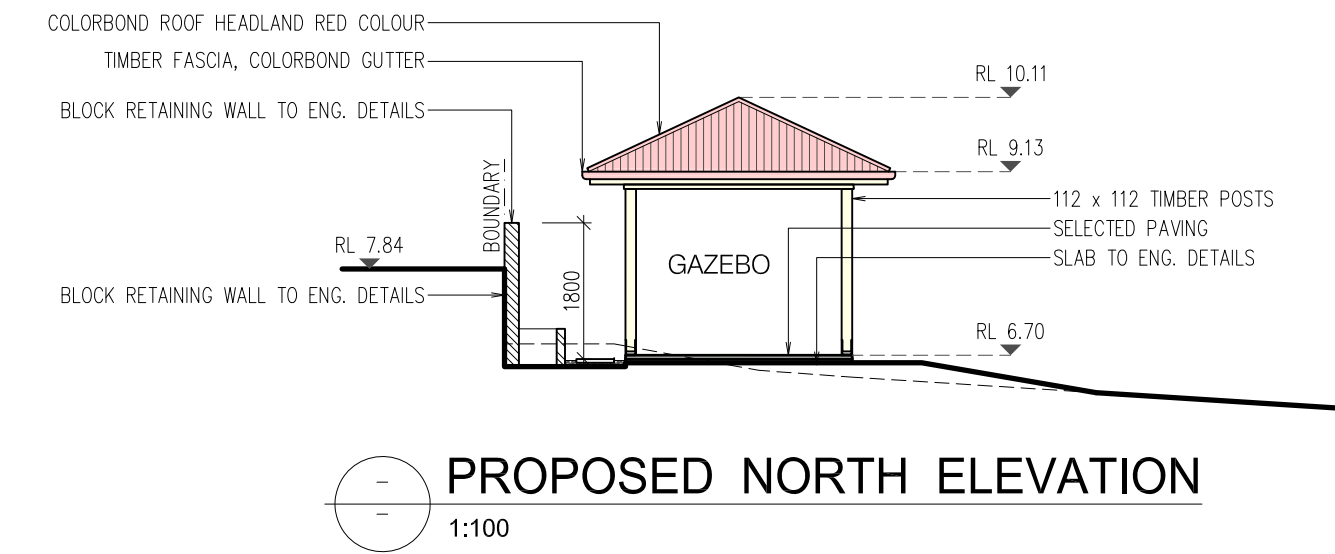 COLORBOND ROOF HEADLAND RED COLOUR
TIMBER FASCIA, COLORBOND GUTTER
BLOCK RETAINING WALL TO ENG. DETAILS
BOUNDARY
RL 7.84
BLOCK RETAINING WALL TO ENG. DETAILS
1800
GAZEBO
RL 10.11
RL 9.13
112 x 112 TIMBER POSTS
SELECTED PAVING
SLAB TO ENG. DETAILS
RL 6.70
PROPOSED NORTH ELEVATION
1:100